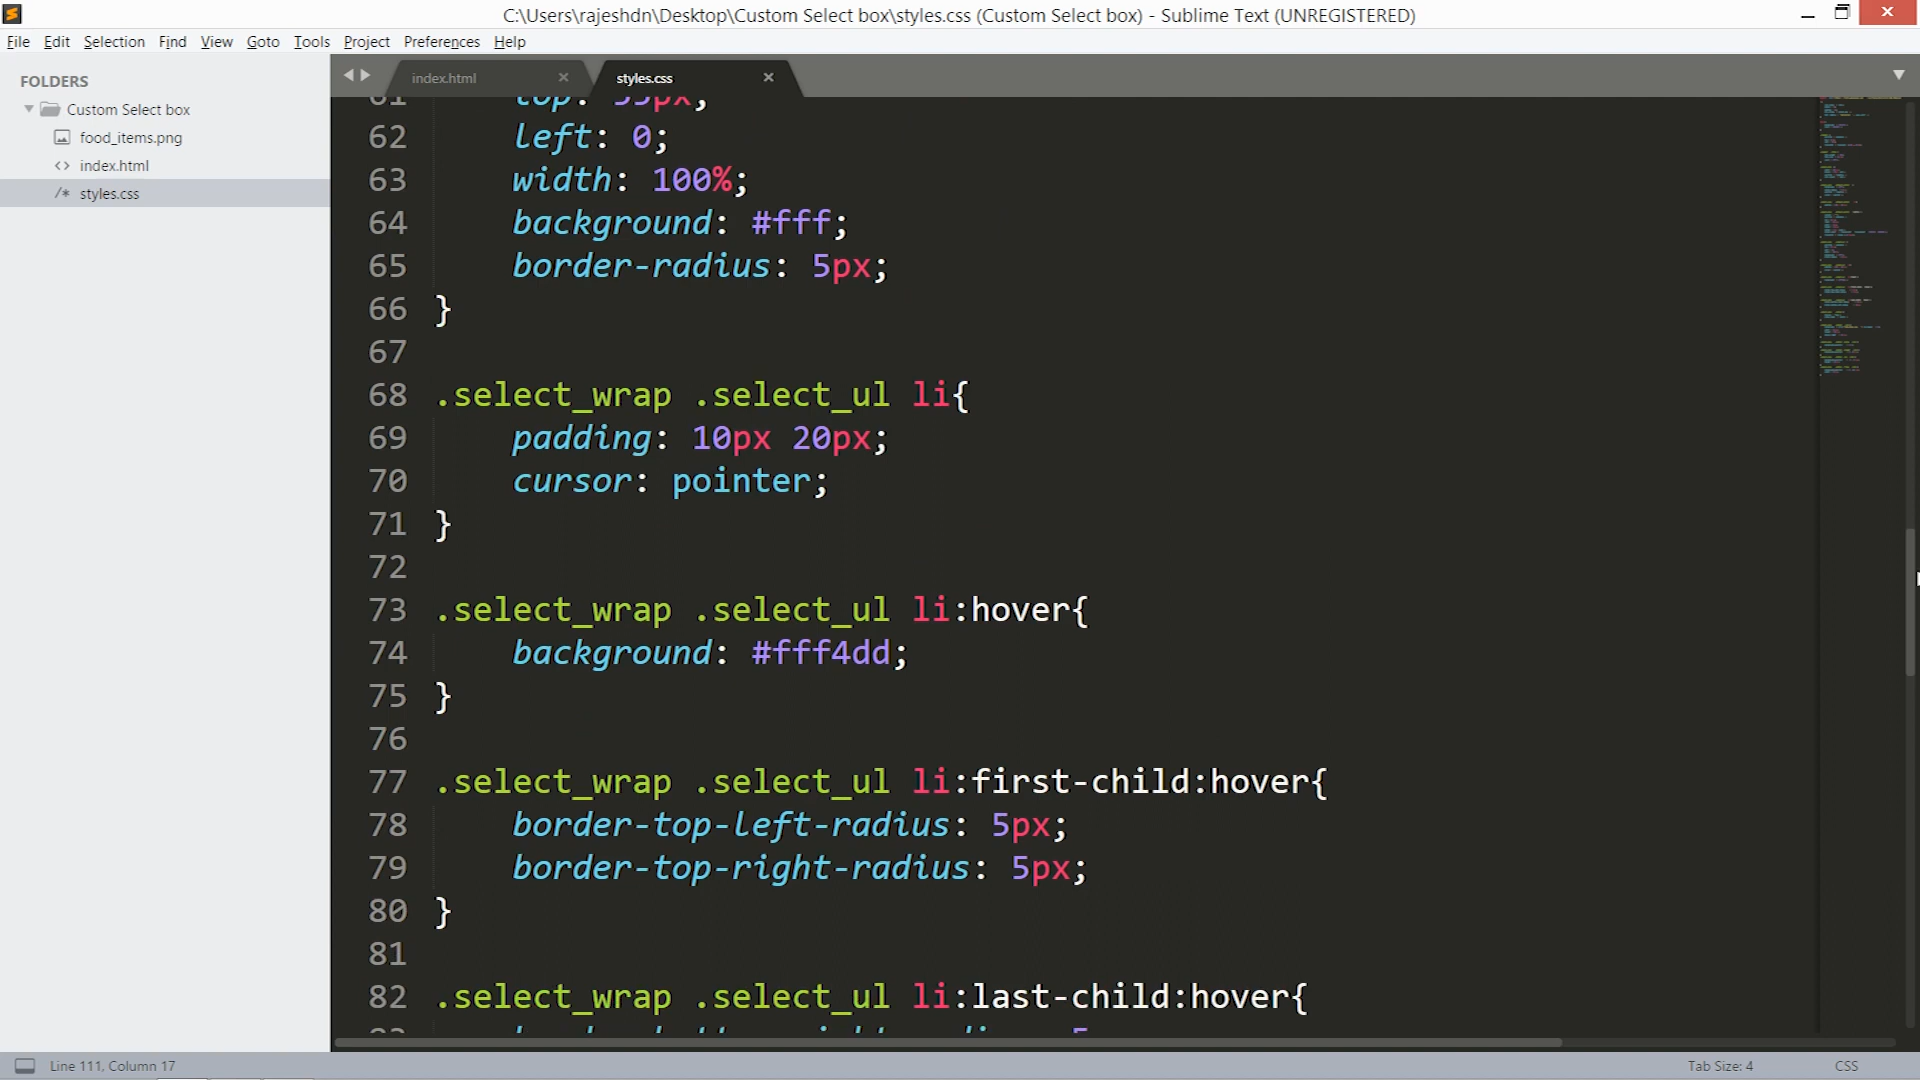 C:\Users\rajeshdn\Desktop\Custom Select box\styles.css (Custom Select box) - Sublime Text (UNREGISTERED)
File Edit Selection Find View Goto Tools Project Preferences Help
FOLDERS
Custom Select box
food_items.png
index.html
styles.css
index.html
styles.css
62 left: 0;
63 width: 100%;
64 background: #fff;
65 border-radius: 5px;
66 }
67
68 .select_wrap .select_ul li{
69 padding: 10px 20px;
70 cursor: pointer;
71 }
72
73 .select_wrap .select_ul li:hover{
74 background: #fff4dd;
75 }
76
77 .select_wrap .select_ul li:first-child:hover{
78 border-top-left-radius: 5px;
79 border-top-right-radius: 5px;
80 }
81
82 .select_wrap .select_ul li:last-child:hover{
Line 111, Column 17
Tab Size: 4
CSS